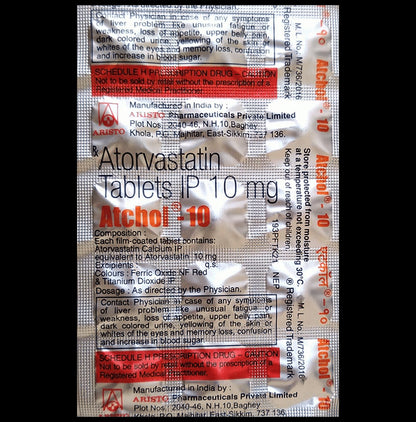 Contact Physician in case of any symptoms
of liver problem like unusual fatigue or
weakness, loss of appetite, upper belly pain,
dark colored urine, yellowing of the skin or
whites of the eyes and memory loss, confusion
and increase in blood sugar.
SCHEDULE H PRESCRIPTION DRUG – CAUTION
Not to be sold by retail without the prescription of a
Registered Medical Practitioner.
Manufactured in India by :
ARISTO Pharmaceuticals Private Limited
Plot Nos.: 2040-46, N.H.10, Baghey
Khola, P.O. Majhitar, East-Sikkim, 737 136.
Atorvastatin
Tablets IP 10 mg
Atchol® -10
Composition :
Each film-coated tablet contains:
Atorvastatin Calcium IP
equivalent to Atorvastatin 10 mg
Excipients q.s.
Colours : Ferric Oxide NF Red
& Titanium Dioxide IP
Dosage : As directed by the Physician.
Contact Physician in case of any symptoms
of liver problem like unusual fatigue or
weakness, loss of appetite, upper belly pain,
dark colored urine, yellowing of the skin or
whites of the eyes and memory loss, confusion
and increase in blood sugar.
SCHEDULE H PRESCRIPTION DRUG – CAUTION
Not to be sold by retail without the prescription of a
Registered Medical Practitioner.
Manufactured in India by :
ARISTO Pharmaceuticals Private Limited
Plot Nos.: 2040-46, N.H.10, Baghey
Khola, P.O. Majhitar, East-Sikkim, 737 136.
M. L. No. M/736/2016
® Registered Trademark
Atchol® - 10
Store protected from moisture
at a temperature not exceeding 30°C.
Keep out of reach of children.
193PFTK21 NEP
M.L. No. M/736/2016
® Registered Trademark
Atchol® - 10